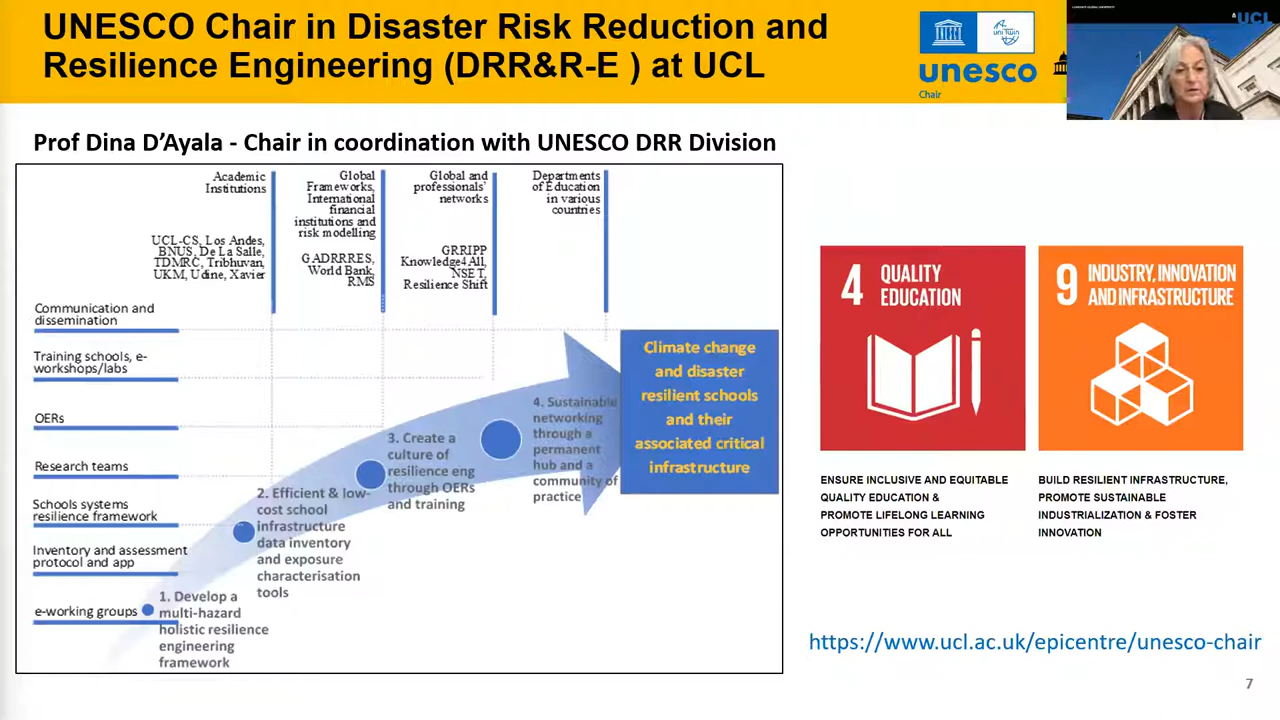 UNESCO Chair in Disaster Risk Reduction and
Resilience Engineering (DRR&R-E ) at UCL
uni Twin
unesco
Chair
UCL
Prof Dina D’Ayala - Chair in coordination with UNESCO DRR Division
Academic
Institutions
UCL-CS, Los Andes,
BNUS, De La Salle,
TDMRC, Tribhuvan,
UKM, Udine, Xavier
Global
Frameworks,
International
financial
institutions and
risk modelling
GADRRRES,
World Bank,
RMS
Global and
professionals’
networks
GRRIPP
Knowledge4All,
NSET,
Resilience Shift
Departments
of Education
in various
countries
Communication and
dissemination
Training schools, e-
workshops/labs
OERs
Research teams
Schools systems
resilience framework
Inventory and assessment
protocol and app
e-working groups
1. Develop a
multi-hazard
holistic resilience
engineering
framework
2. Efficient & low-
cost school
infrastructure
data inventory
and exposure
characterisation
tools
3. Create a
culture of
resilience eng
through OERs
and training
4. Sustainable
networking
through a
permanent
hub and a
community of
practice
Climate change
and disaster
resilient schools
and their
associated critical
infrastructure
4 QUALITY
EDUCATION
9 INDUSTRY, INNOVATION
AND INFRASTRUCTURE
ENSURE INCLUSIVE AND EQUITABLE
QUALITY EDUCATION &
PROMOTE LIFELONG LEARNING
OPPORTUNITIES FOR ALL
BUILD RESILIENT INFRASTRUCTURE,
PROMOTE SUSTAINABLE
INDUSTRIALIZATION & FOSTER
INNOVATION
https://www.ucl.ac.uk/epicentre/unesco-chair
7